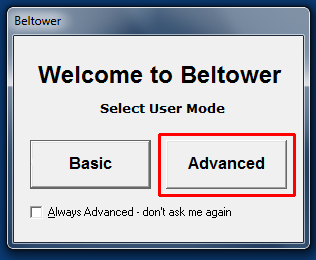 Beltower
Welcome to Beltower
Select User Mode
Basic
Advanced
Always Advanced - don't ask me again